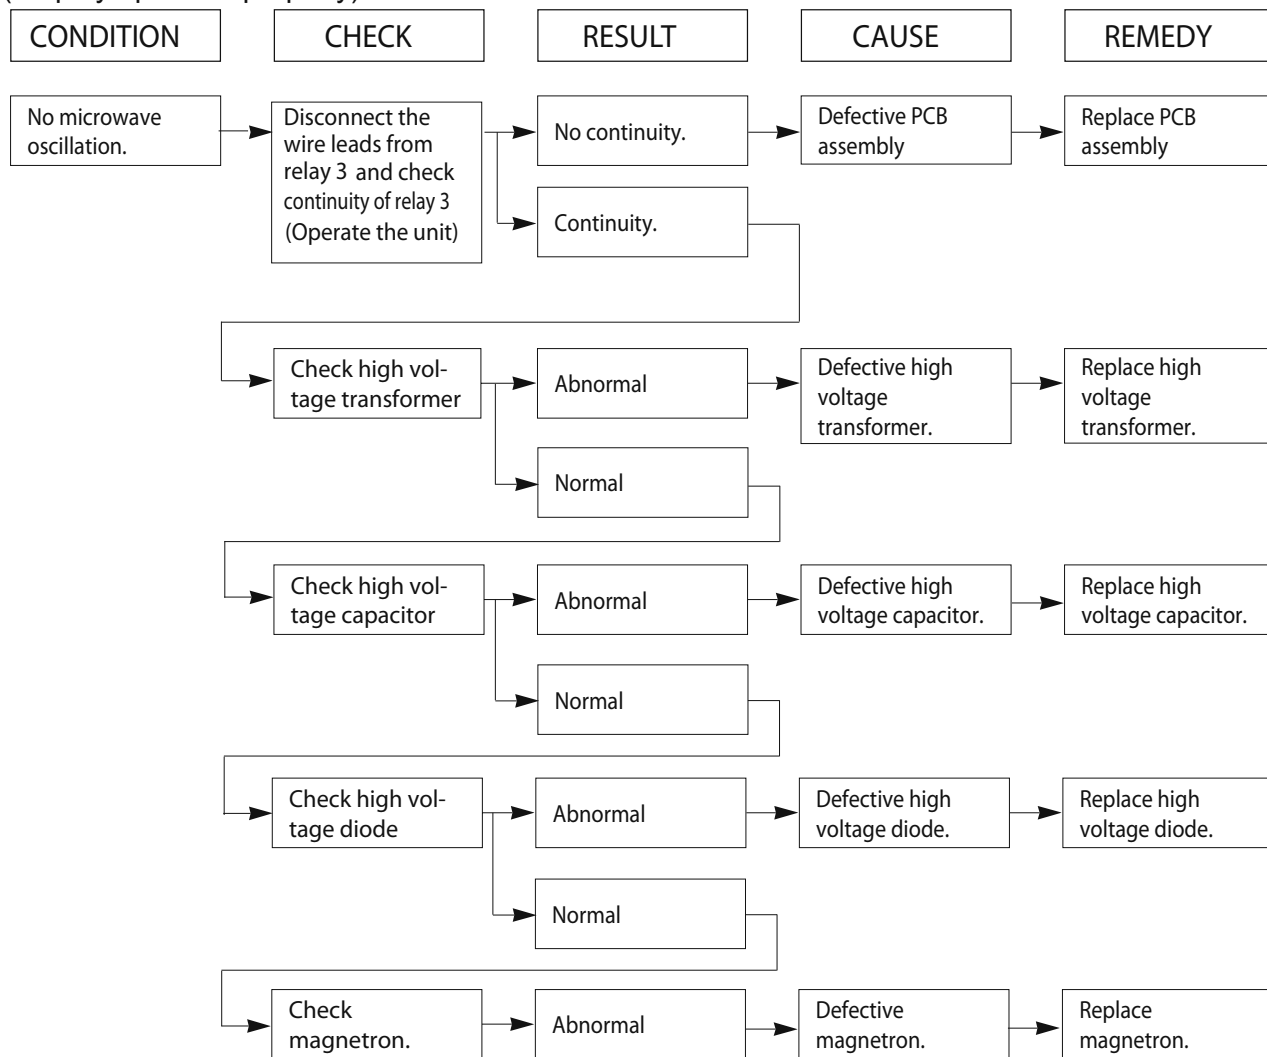 CONDITION
CHECK
RESULT
CAUSE
REMEDY
No microwave
oscillation.
Disconnect the
wire leads from
relay 3 and check
continuity of relay 3
(Operate the unit)
No continuity.
Defective PCB
assembly
Replace PCB
assembly
Continuity.
Check high vol-
tage transformer
Abnormal
Defective high
voltage
transformer.
Replace high
voltage
transformer.
Normal
Check high vol-
tage capacitor
Abnormal
Defective high
voltage capacitor.
Replace high
voltage capacitor.
Normal
Check high vol-
tage diode
Abnormal
Defective high
voltage diode.
Replace high
voltage diode.
Normal
Check
magnetron.
Abnormal
Defective
magnetron.
Replace
magnetron.